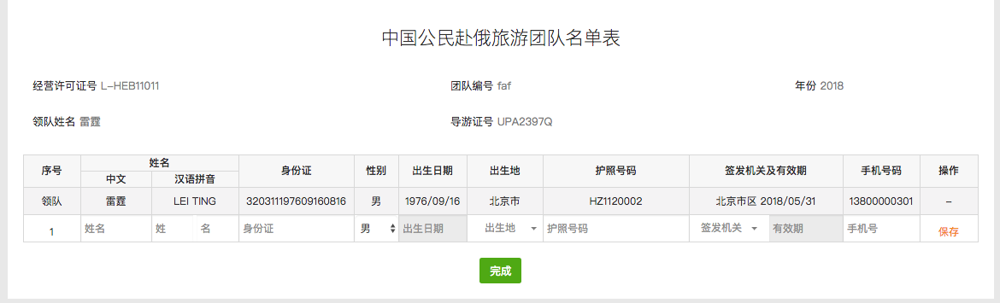 中国公民赴俄旅游团队名单表
经营许可证号 L-HEB11011 团队编号 faf 年份 2018
领队姓名 雷霆 导游证号 UPA2397Q
序号 姓名 身份证 性别 出生日期 出生地 护照号码 签发机关及有效期 手机号码 操作
中文 汉语拼音
领队 雷霆 LEI TING 320311197609160816 男 1976/09/16 北京市 HZ1120002 北京市区 2018/05/31 13800000301 –
1 姓名 姓 名 身份证 男 出生日期 出生地 护照号码 签发机关 有效期 手机号 保存
完成